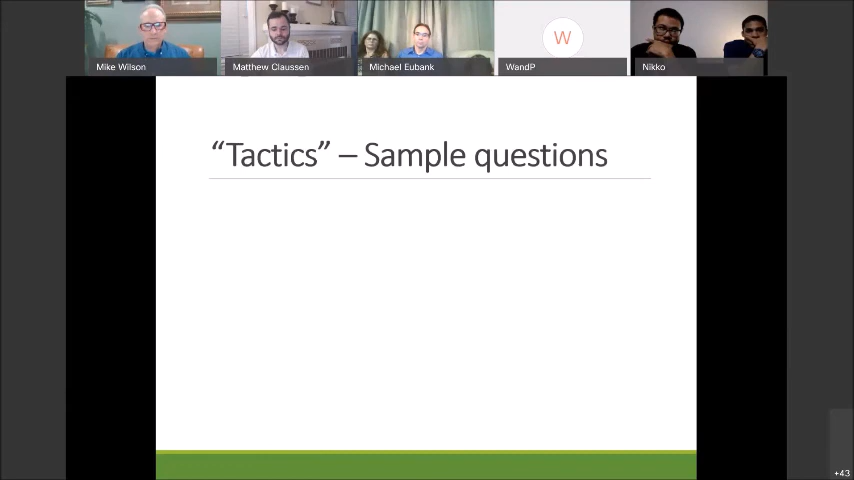 W
Mike Wilson
Matthew Claussen
Michael Eubank
WandP
Nikko
“Tactics” – Sample questions
+43